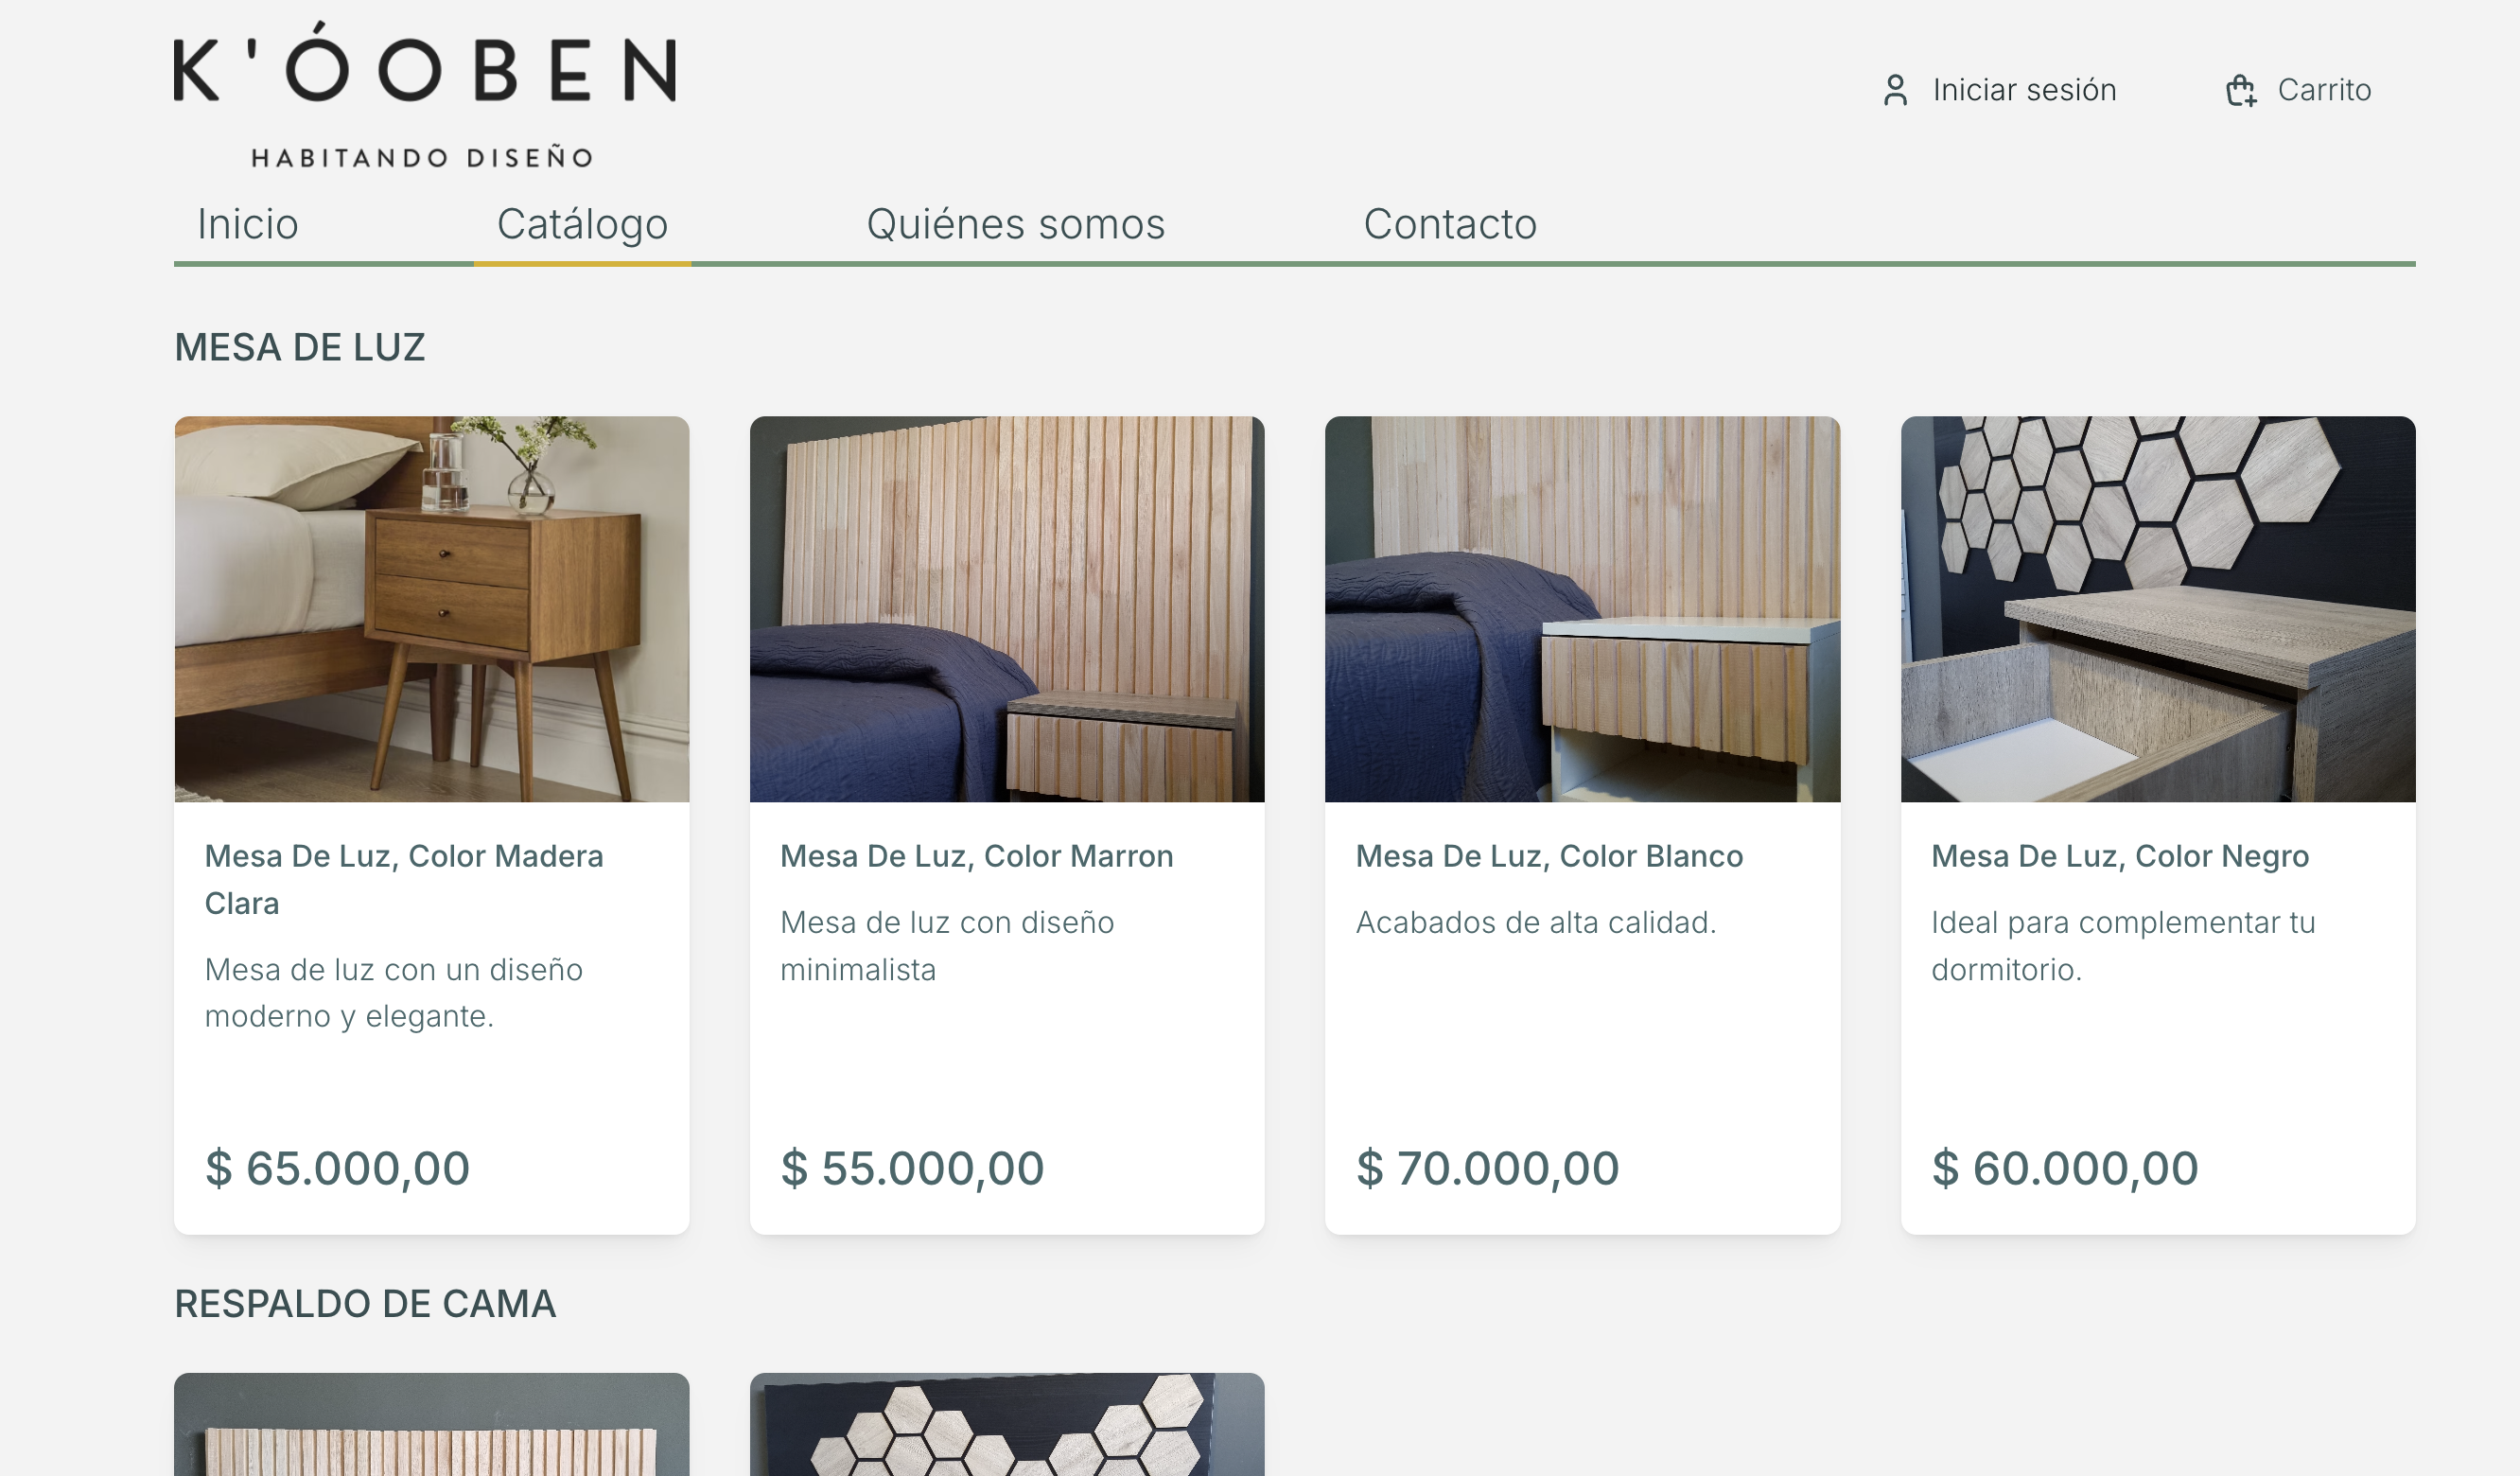 K'ÓOBEN
HABITANDO DISEÑO
Iniciar sesión
Carrito
Inicio
Catálogo
Quiénes somos
Contacto
MESA DE LUZ
Mesa De Luz, Color Madera
Clara
Mesa de luz con un diseño
moderno y elegante.
$ 65.000,00
Mesa De Luz, Color Marron
Mesa de luz con diseño
minimalista
$ 55.000,00
Mesa De Luz, Color Blanco
Acabados de alta calidad.
$ 70.000,00
Mesa De Luz, Color Negro
Ideal para complementar tu
dormitorio.
$ 60.000,00
RESPALDO DE CAMA